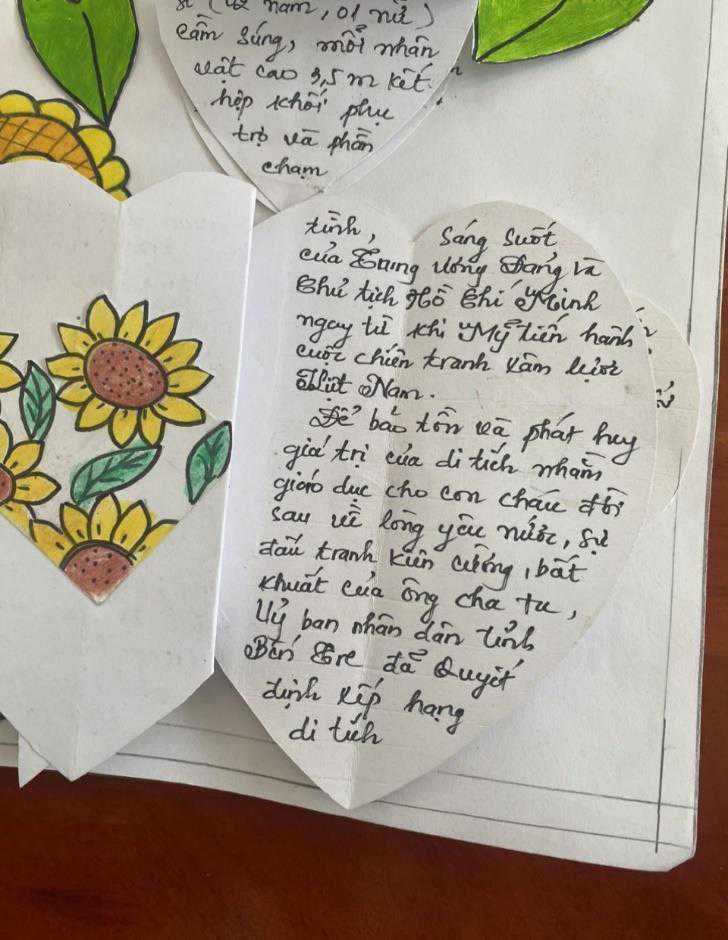 sĩ (02 nam, 01 nữ)
cầm súng, mỗi nhân
vật cao 3,5 m kết
hợp khối phụ
trợ và phần
chạm
tình, sáng suốt
của Trung ương Đảng và
Chủ tịch Hồ Chí Minh
ngay từ khi Mỹ tiến hành
cuộc chiến tranh xâm lược
Việt Nam.
Để bảo tồn và phát huy
giá trị của di tích nhằm
giáo dục cho con cháu đời
sau về lòng yêu nước, sự
đấu tranh kiên cường, bất
khuất của ông cha ta,
Uỷ ban nhân dân tỉnh
Bến Tre đã Quyết
định xếp hạng
di tích